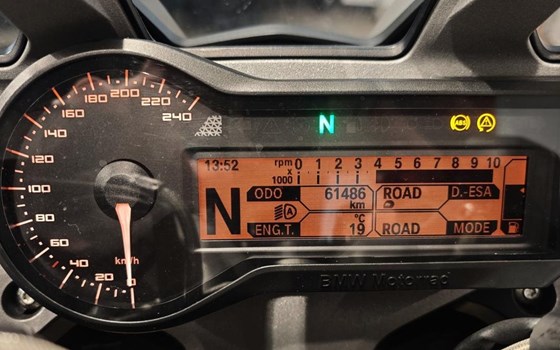 240
220
200
180
160
140
120
100
80
60
40
20
0
km/h
N
ABS
13:52 rpm x 1000 0 1 2 3 4 5 6 7 8 9 10
N
ODO 61486 km ROAD D.-ESA
A
ENG.T. °C 19 ROAD MODE
BMW Motorrad